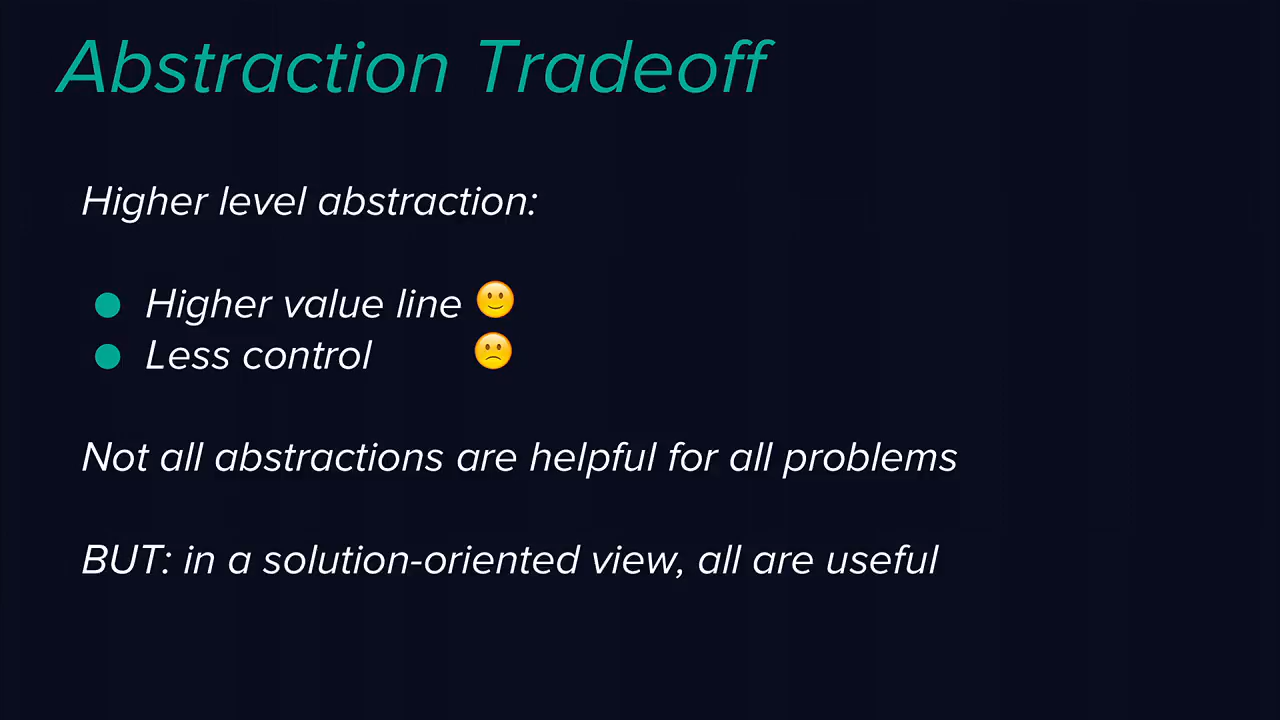 Abstraction Tradeoff
Higher level abstraction:
Higher value line 🙂
Less control 🙁
Not all abstractions are helpful for all problems
BUT: in a solution-oriented view, all are useful